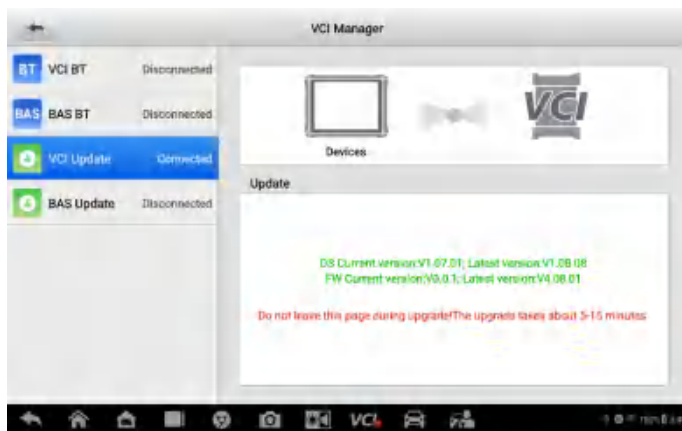 VCI Manager
BT VCI BT Disconnected
BAS BAS BT Disconnected
VCI Update Connected
BAS Update Disconnected
VCI
Devices
Update
OS Current version:V1.07.01; Latest version:V1.08.08
FW Current version:V3.0.1; Latest version:V4.08.01
Do not leave this page during upgrade!The upgrade takes about 5-15 minutes
VCI